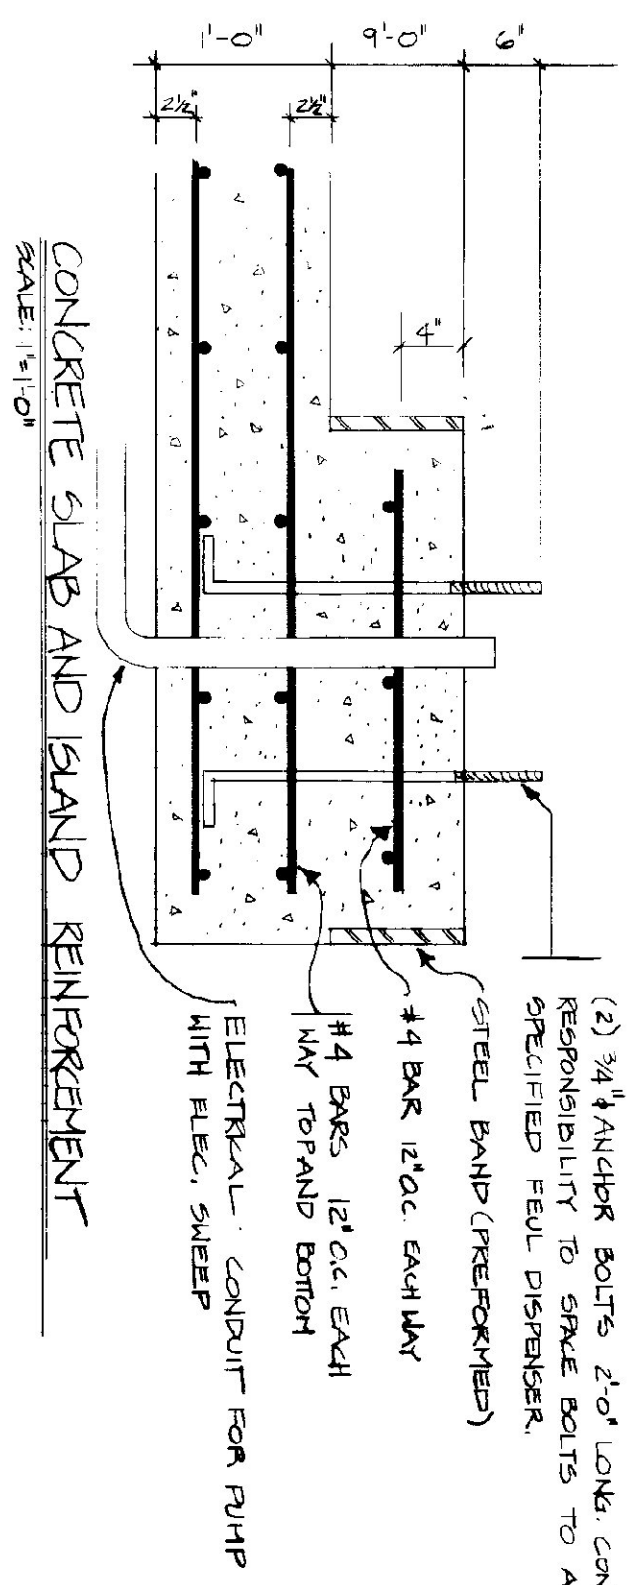 1'-0"
9'-0"
6"
2½"
2½"
4"
(2) 3/4" ϕ ANCHOR BOLTS 2'-0" LONG. CON
RESPONSIBILITY TO SPACE BOLTS TO A
SPECIFIED FEUL DISPENSER.
STEEL BAND (PREFORMED)
#4 BAR 12" O.C. EACH WAY
#4 BARS 12" O.C. EACH
WAY TOP AND BOTTOM
ELECTRICAL CONDUIT FOR PUMP
WITH ELEC. SWEEP
CONCRETE SLAB AND ISLAND REINFORCEMENT
SCALE: 1"=1'-0"